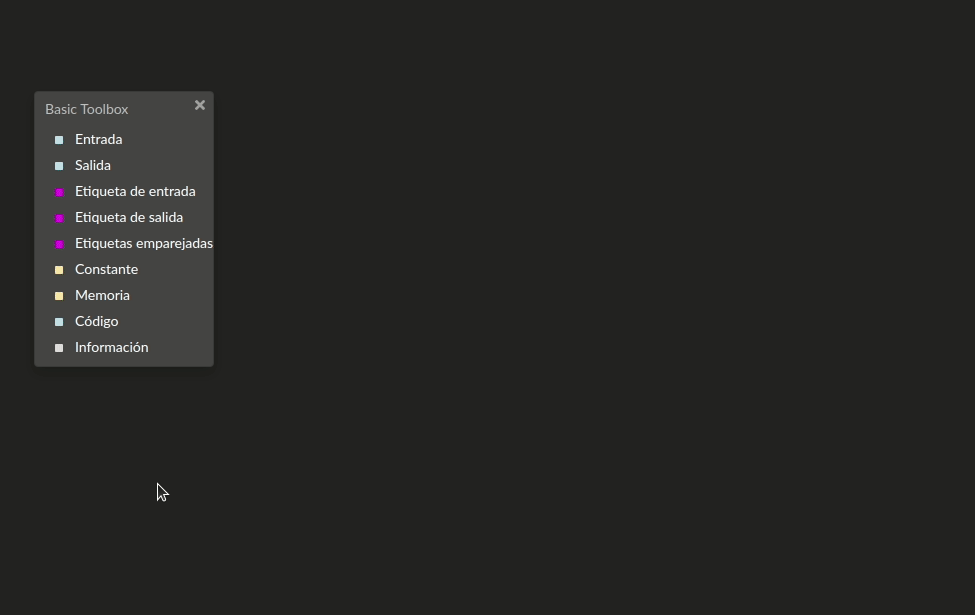 Basic Toolbox
Entrada
Salida
Etiqueta de entrada
Etiqueta de salida
Etiquetas emparejadas
Constante
Memoria
Código
Información